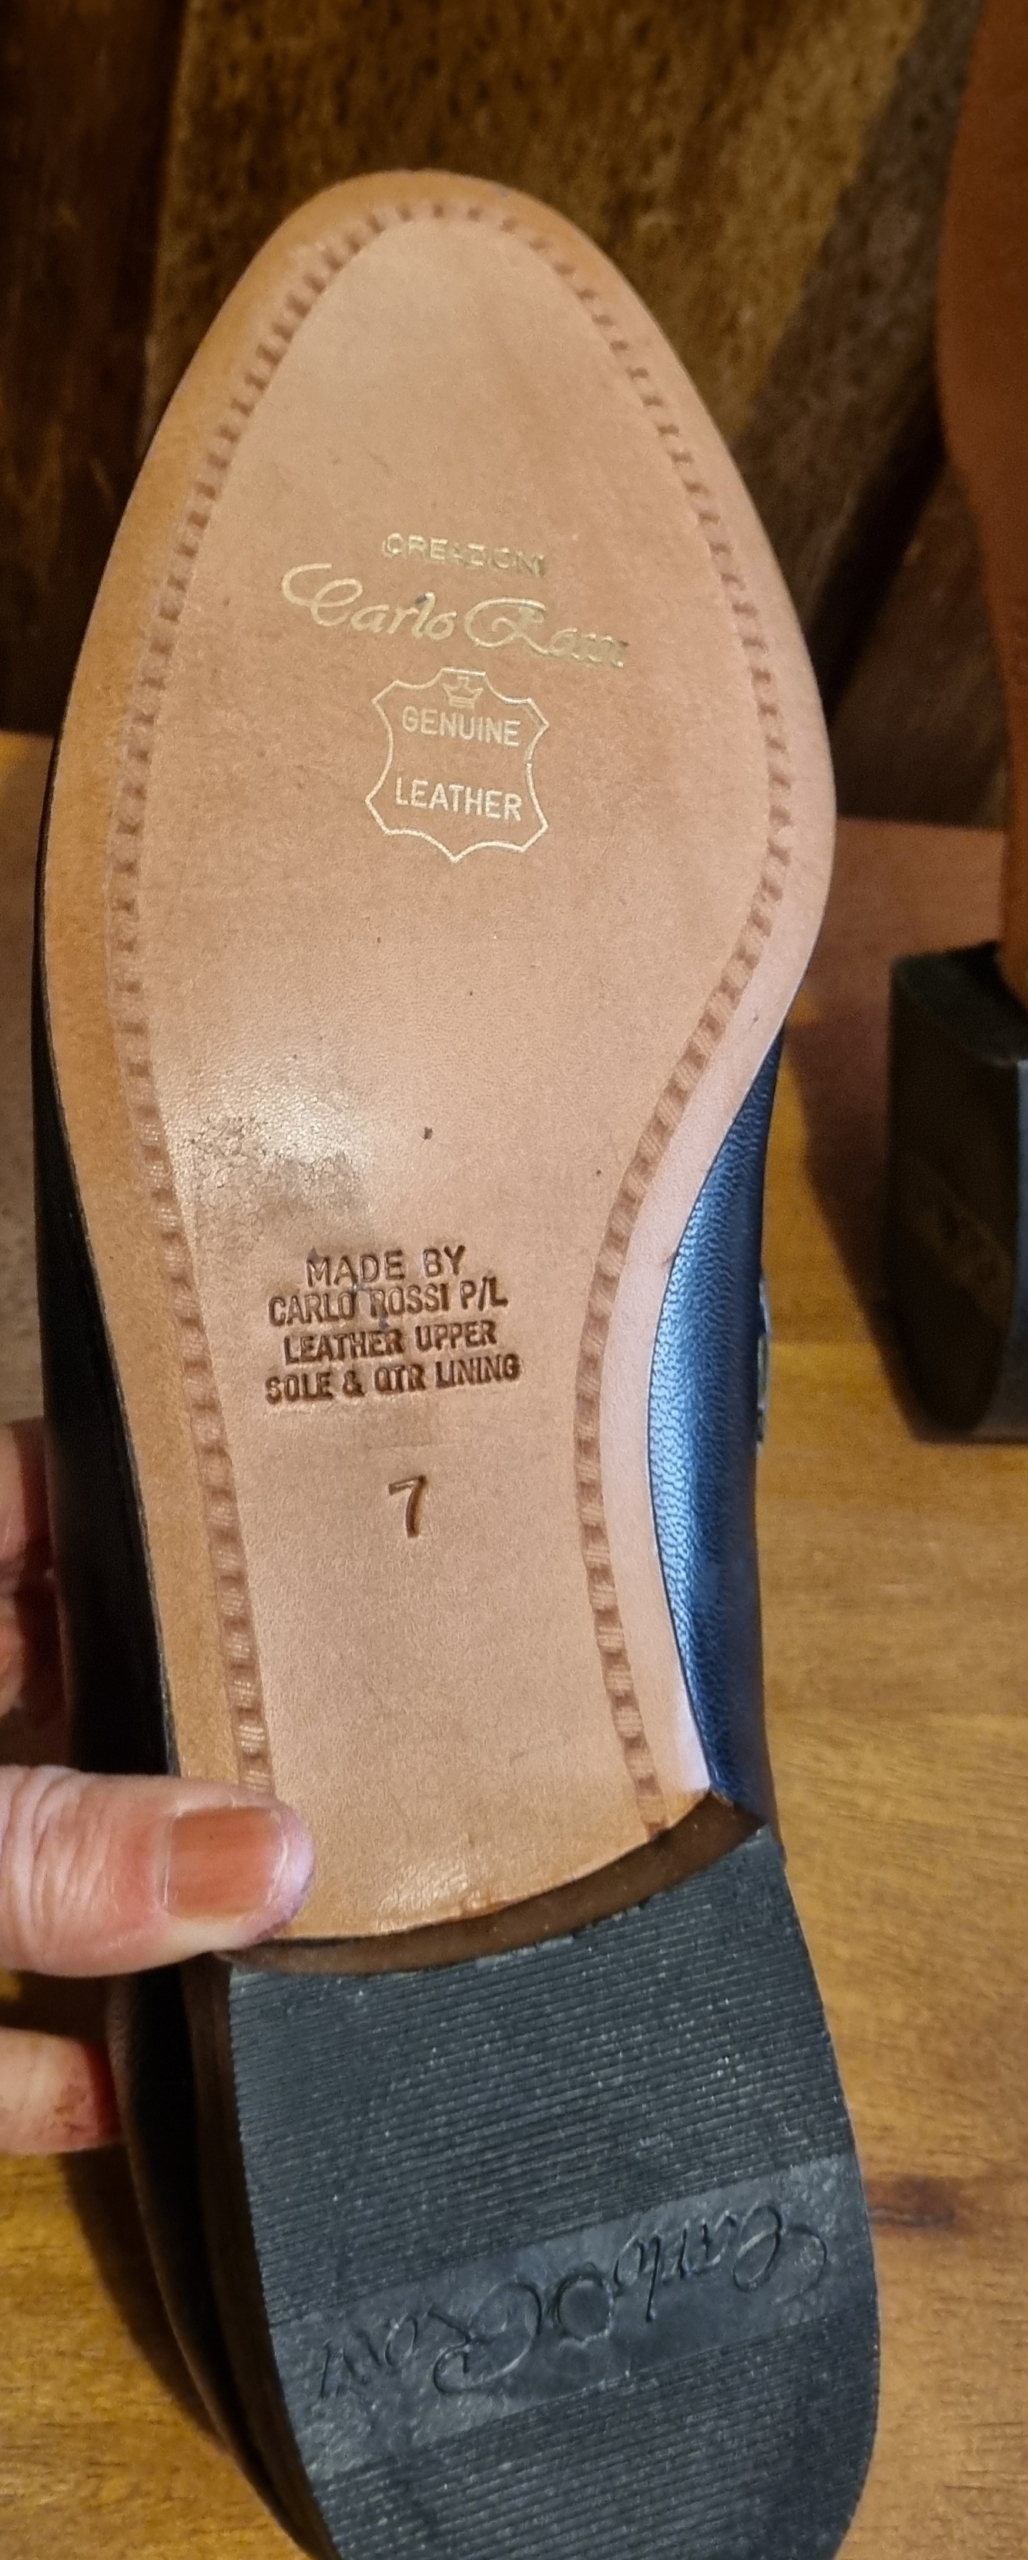 CREAZIONI
Carlo Rossi
GENUINE
LEATHER
MADE BY
CARLO ROSSI P/L
LEATHER UPPER
SOLE & QTR LINING
7
Carlo Rossi